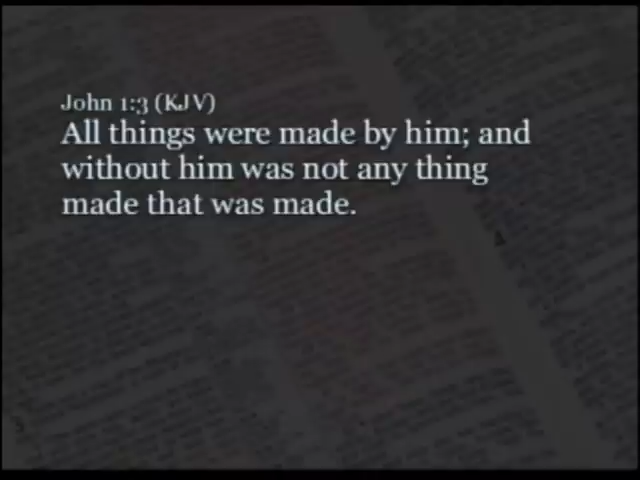 John 1:3 (KJV)
All things were made by him; and
without him was not any thing
made that was made.